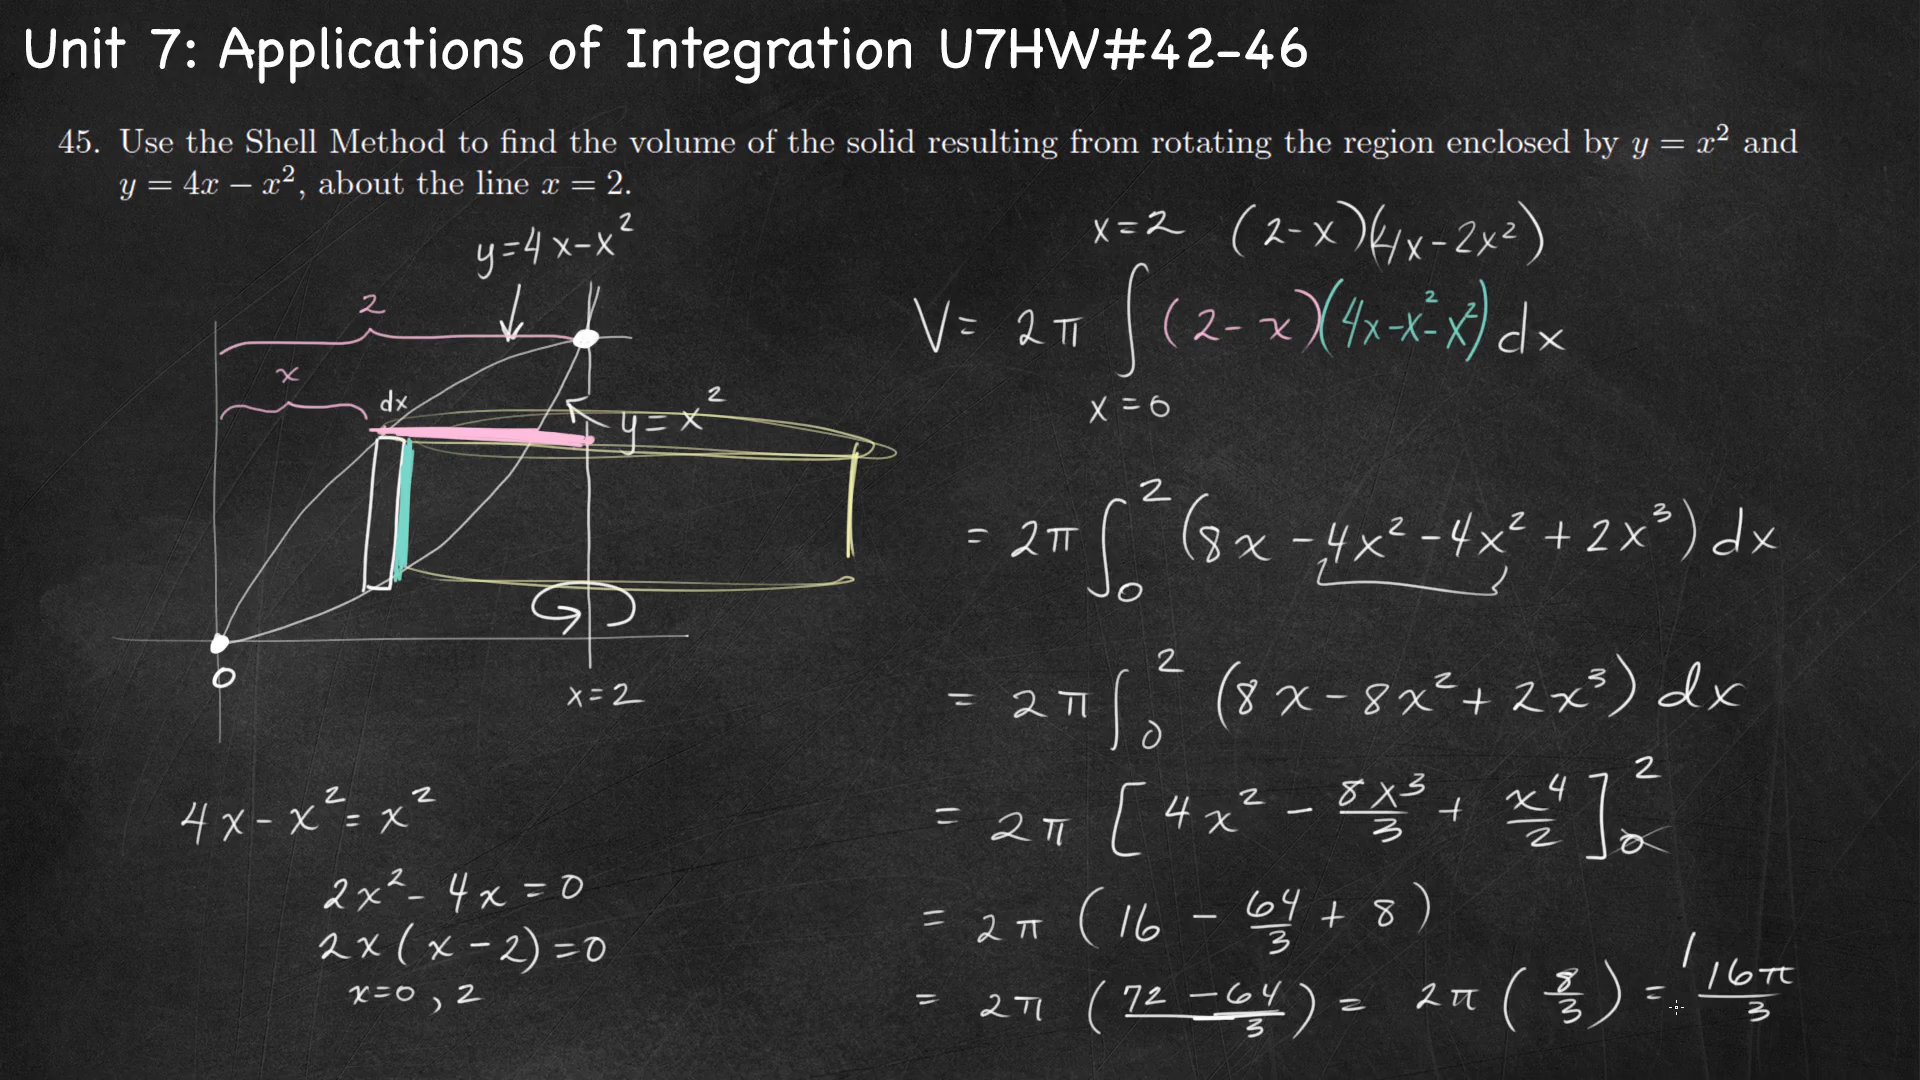 Unit 7: Applications of Integration U7HW#42-46
45. Use the Shell Method to find the volume of the solid resulting from rotating the region enclosed by y = x² and
y = 4x − x², about the line x = 2.
y=4x-x²
2
x
dx
y=x²
0
x=2
4x-x²=x²
2x²-4x=0
2x(x-2)=0
x=0,2
x=2 (2-x)(4x-2x²)
V= 2π ∫ (2-x)(4x-x²-x²) dx
x=0
= 2π ∫₀² (8x -4x²-4x² + 2x³) dx
= 2π ∫₀² (8x-8x²+2x³) dx
= 2π [4x² - 8x³/3 + x⁴/2]₀²
= 2π (16 - 64/3 + 8)
= 2π (72-64/3) = 2π (8/3) = 16π/3